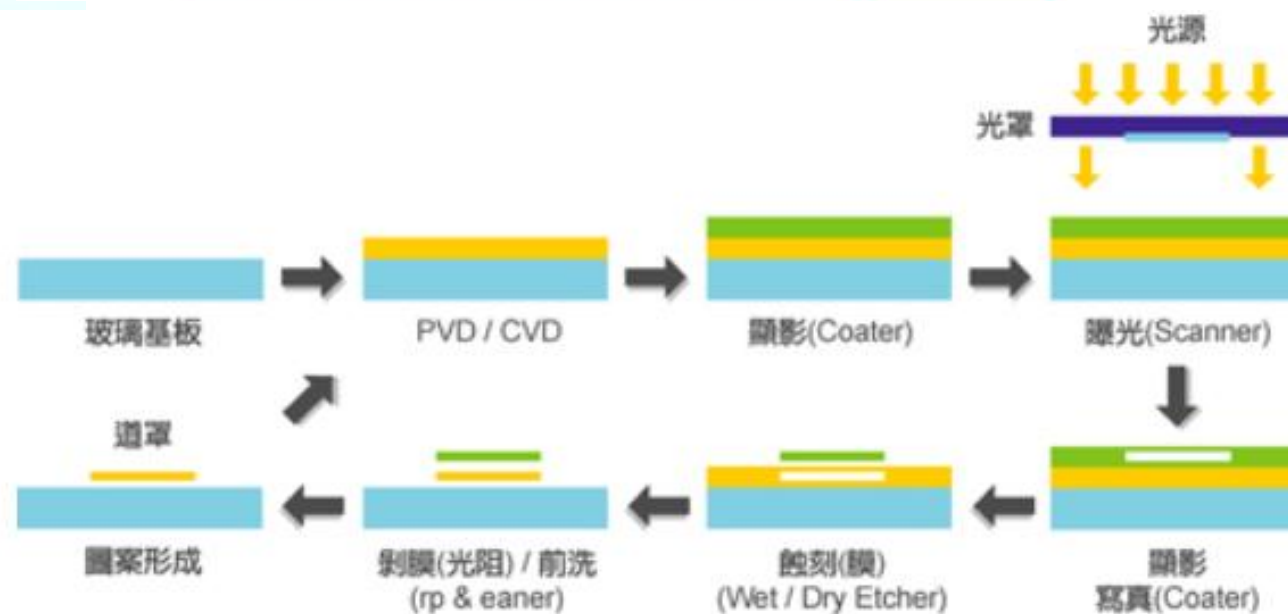 光源
光罩
玻璃基板
PVD / CVD
顯影(Coater)
曝光(Scanner)
道罩
圖案形成
剝膜(光阻) / 前洗
(rp & eaner)
蝕刻(膜)
(Wet / Dry Etcher)
顯影
寫真(Coater)